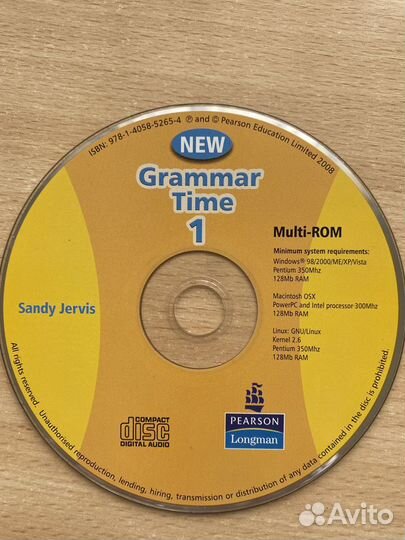 ISBN: 978-1-4058-5265-4 ℗ and © Pearson Education Limited 2008
NEW
Grammar
Time
1
Multi-ROM
Minimum system requirements:
Windows® 98/2000/ME/XP/Vista
Pentium 350Mhz
128Mb RAM
Macintosh OSX
PowerPC and Intel processor 300Mhz
128Mb RAM
Linux: GNU/Linux
Kernel 2.6
Pentium 350Mhz
128Mb RAM
Sandy Jervis
COMPACT
disc
DIGITAL AUDIO
PEARSON
Longman
All rights reserved. Unauthorised reproduction, lending, hiring, transmission or distribution of any data contained in the disc is prohibited.
Avito